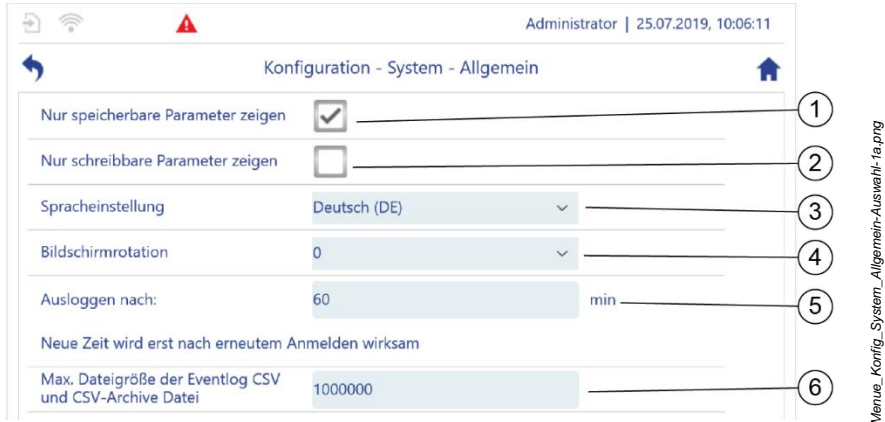 Administrator | 25.07.2019, 10:06:11
Konfiguration - System - Allgemein
Nur speicherbare Parameter zeigen
1
Nur schreibbare Parameter zeigen
2
Spracheinstellung Deutsch (DE)
3
Bildschirmrotation 0
4
Ausloggen nach: 60 min
5
Neue Zeit wird erst nach erneutem Anmelden wirksam
Max. Dateigröße der Eventlog CSV
und CSV-Archive Datei
1000000
6
Menue_Konfig_System_Allgemein-Auswahl-1a.png